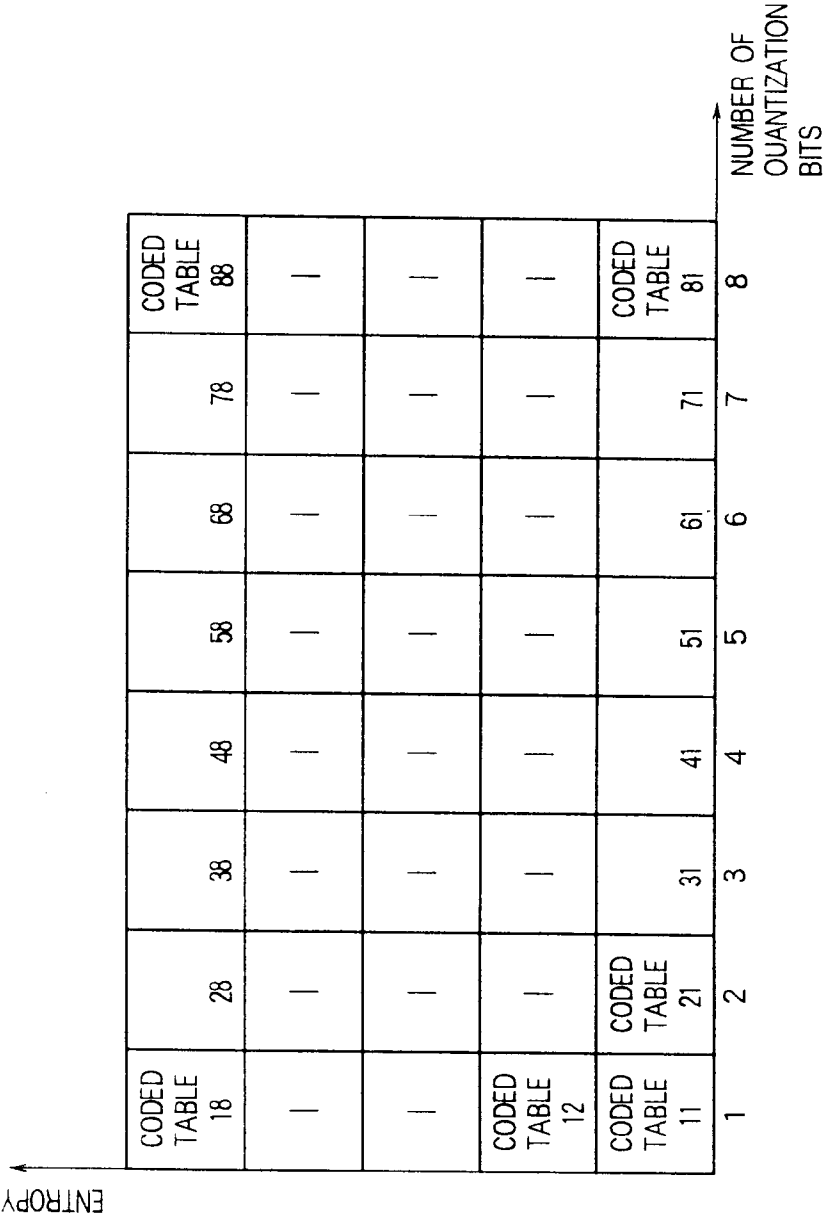 ENTROPY
CODED
TABLE
18 28 38 48 58 68 78
CODED
TABLE
88
CODED
TABLE
12
CODED
TABLE
11
CODED
TABLE
21 31 41 51 61 71
CODED
TABLE
81
1 2 3 4 5 6 7 8
NUMBER OF
QUANTIZATION
BITS